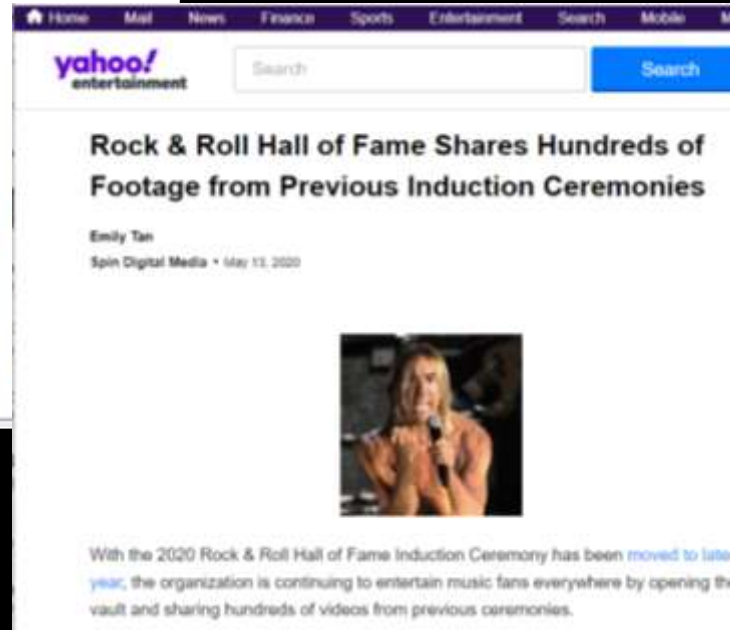 Home Mail News Finance Sports Entertainment Search Mobile
yahoo!
entertainment
Search
Search
Rock & Roll Hall of Fame Shares Hundreds of
Footage from Previous Induction Ceremonies
Emily Tan
Spin Digital Media • May 13, 2020
With the 2020 Rock & Roll Hall of Fame Induction Ceremony has been moved to late
year, the organization is continuing to entertain music fans everywhere by opening the
vault and sharing hundreds of videos from previous ceremonies.